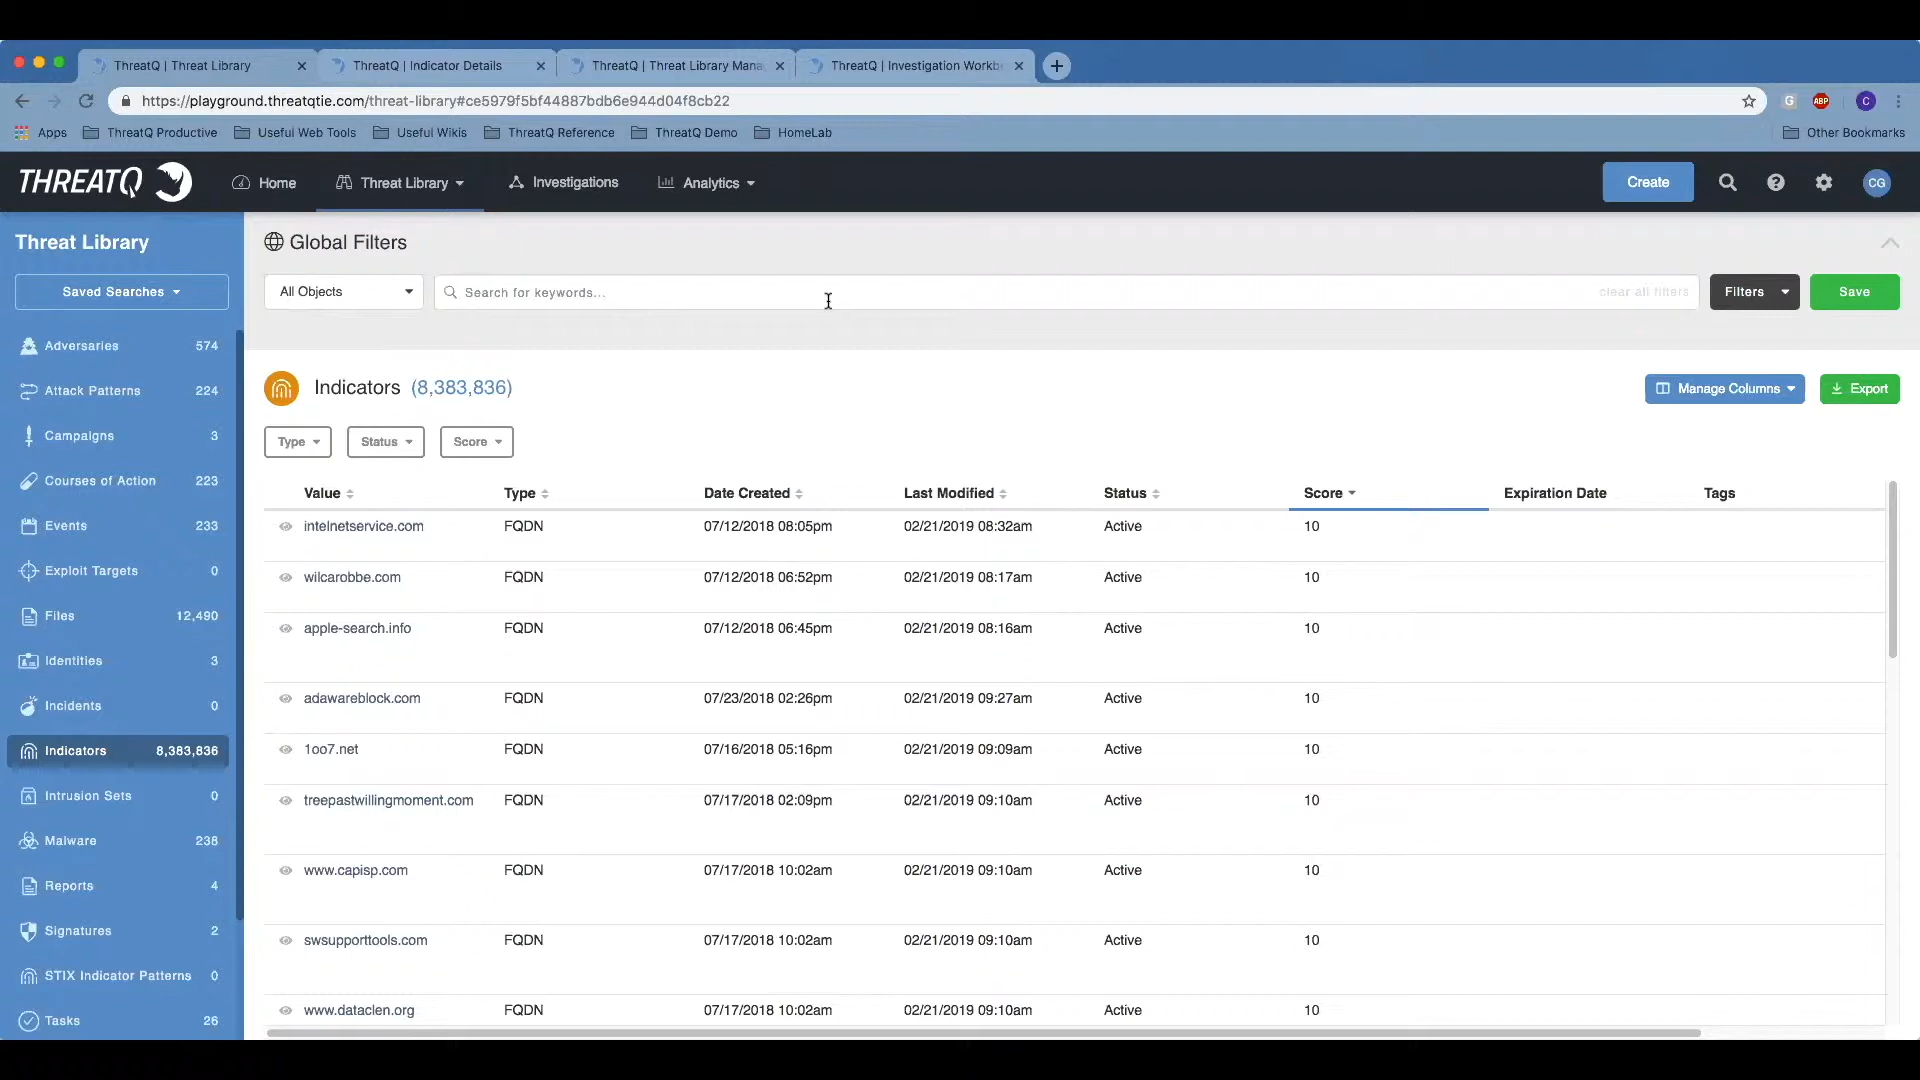 ThreatQ | Threat Library
ThreatQ | Indicator Details
ThreatQ | Threat Library Mana
ThreatQ | Investigation Workb
https://playground.threatqtie.com/threat-library#ce5979f5bf44887bdb6e944d04f8cb22
G
ABP
C
Apps
ThreatQ Productive
Useful Web Tools
Useful Wikis
ThreatQ Reference
ThreatQ Demo
HomeLab
Other Bookmarks
THREATQ
Home
Threat Library
Investigations
Analytics
Create
CG
Threat Library
Saved Searches
Adversaries 574
Attack Patterns 224
Campaigns 3
Courses of Action 223
Events 233
Exploit Targets 0
Files 12,490
Identities 3
Incidents 0
Indicators 8,383,836
Intrusion Sets 0
Malware 238
Reports 4
Signatures 2
STIX Indicator Patterns 0
Tasks 26
Global Filters
All Objects
Search for keywords...
clear all filters
Filters
Save
Indicators (8,383,836)
Manage Columns
Export
Type
Status
Score
Value Type Date Created Last Modified Status Score Expiration Date Tags
intelnetservice.com FQDN 07/12/2018 08:05pm 02/21/2019 08:32am Active 10
wilcarobbe.com FQDN 07/12/2018 06:52pm 02/21/2019 08:17am Active 10
apple-search.info FQDN 07/12/2018 06:45pm 02/21/2019 08:16am Active 10
adawareblock.com FQDN 07/23/2018 02:26pm 02/21/2019 09:27am Active 10
1oo7.net FQDN 07/16/2018 05:16pm 02/21/2019 09:09am Active 10
treepastwillingmoment.com FQDN 07/17/2018 02:09pm 02/21/2019 09:10am Active 10
www.capisp.com FQDN 07/17/2018 10:02am 02/21/2019 09:10am Active 10
swsupporttools.com FQDN 07/17/2018 10:02am 02/21/2019 09:10am Active 10
www.dataclen.org FQDN 07/17/2018 10:02am 02/21/2019 09:10am Active 10